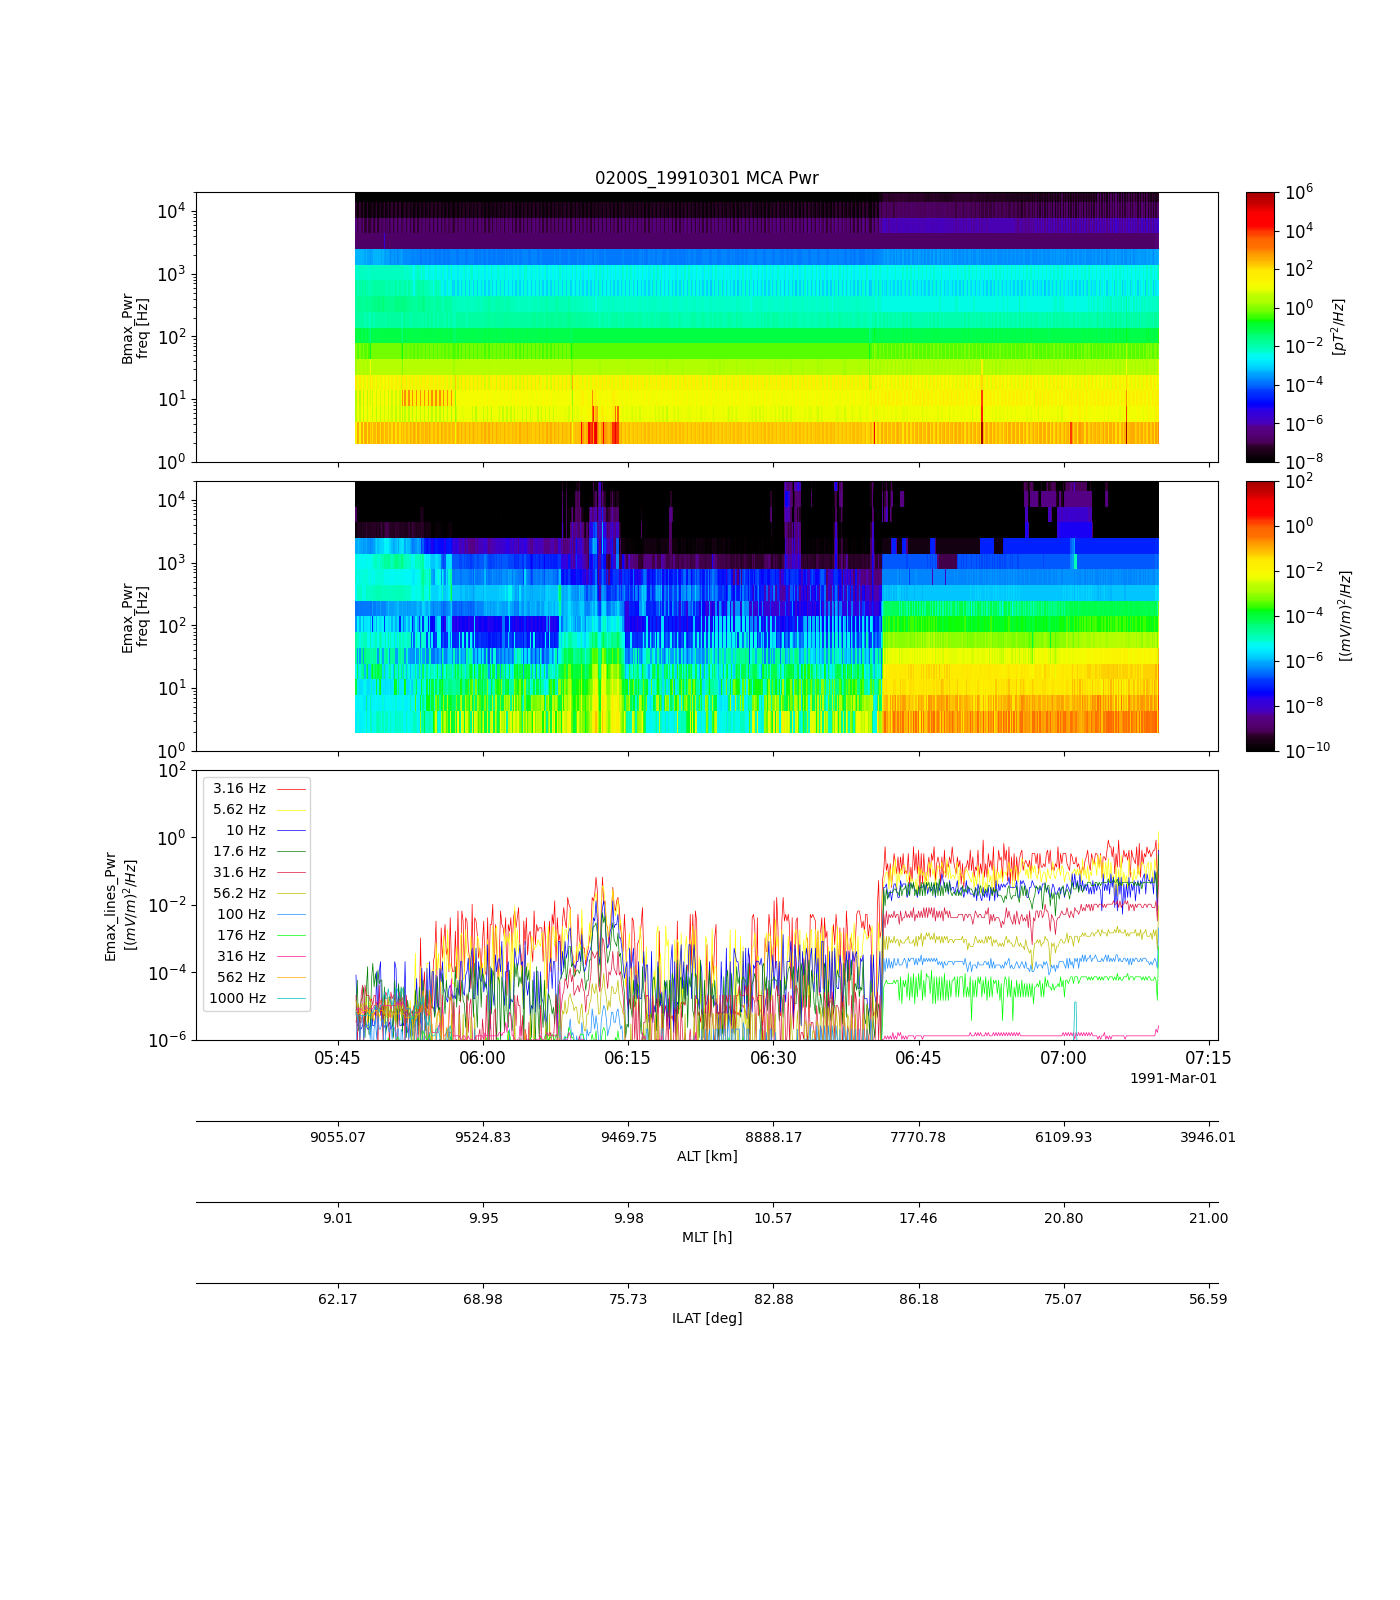 0200S_19910301 MCA Pwr
10^4
10^3
10^2
10^1
10^0
Bmax_Pwr
freq [Hz]
10^6
10^4
10^2
10^0
10^-2
10^-4
10^-6
10^-8
[pT^2/Hz]
10^4
10^3
10^2
10^1
10^0
Emax_Pwr
freq [Hz]
10^2
10^0
10^-2
10^-4
10^-6
10^-8
10^-10
[(mV/m)^2/Hz]
10^2
10^0
10^-2
10^-4
10^-6
Emax_lines_Pwr
[(mV/m)^2/Hz]
3.16 Hz
5.62 Hz
10 Hz
17.6 Hz
31.6 Hz
56.2 Hz
100 Hz
176 Hz
316 Hz
562 Hz
1000 Hz
05:45 06:00 06:15 06:30 06:45 07:00 07:15
1991-Mar-01
9055.07 9524.83 9469.75 8888.17 7770.78 6109.93 3946.01
ALT [km]
9.01 9.95 9.98 10.57 17.46 20.80 21.00
MLT [h]
62.17 68.98 75.73 82.88 86.18 75.07 56.59
ILAT [deg]